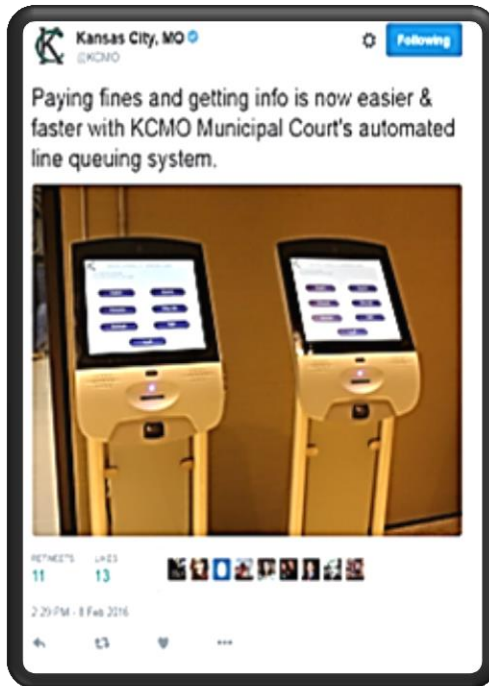 Kansas City, MO
@KCMO
Following
Paying fines and getting info is now easier &
faster with KCMO Municipal Court's automated
line queuing system.
RETWEETS LIKES
11 13
2:29 PM - 8 Feb 2016